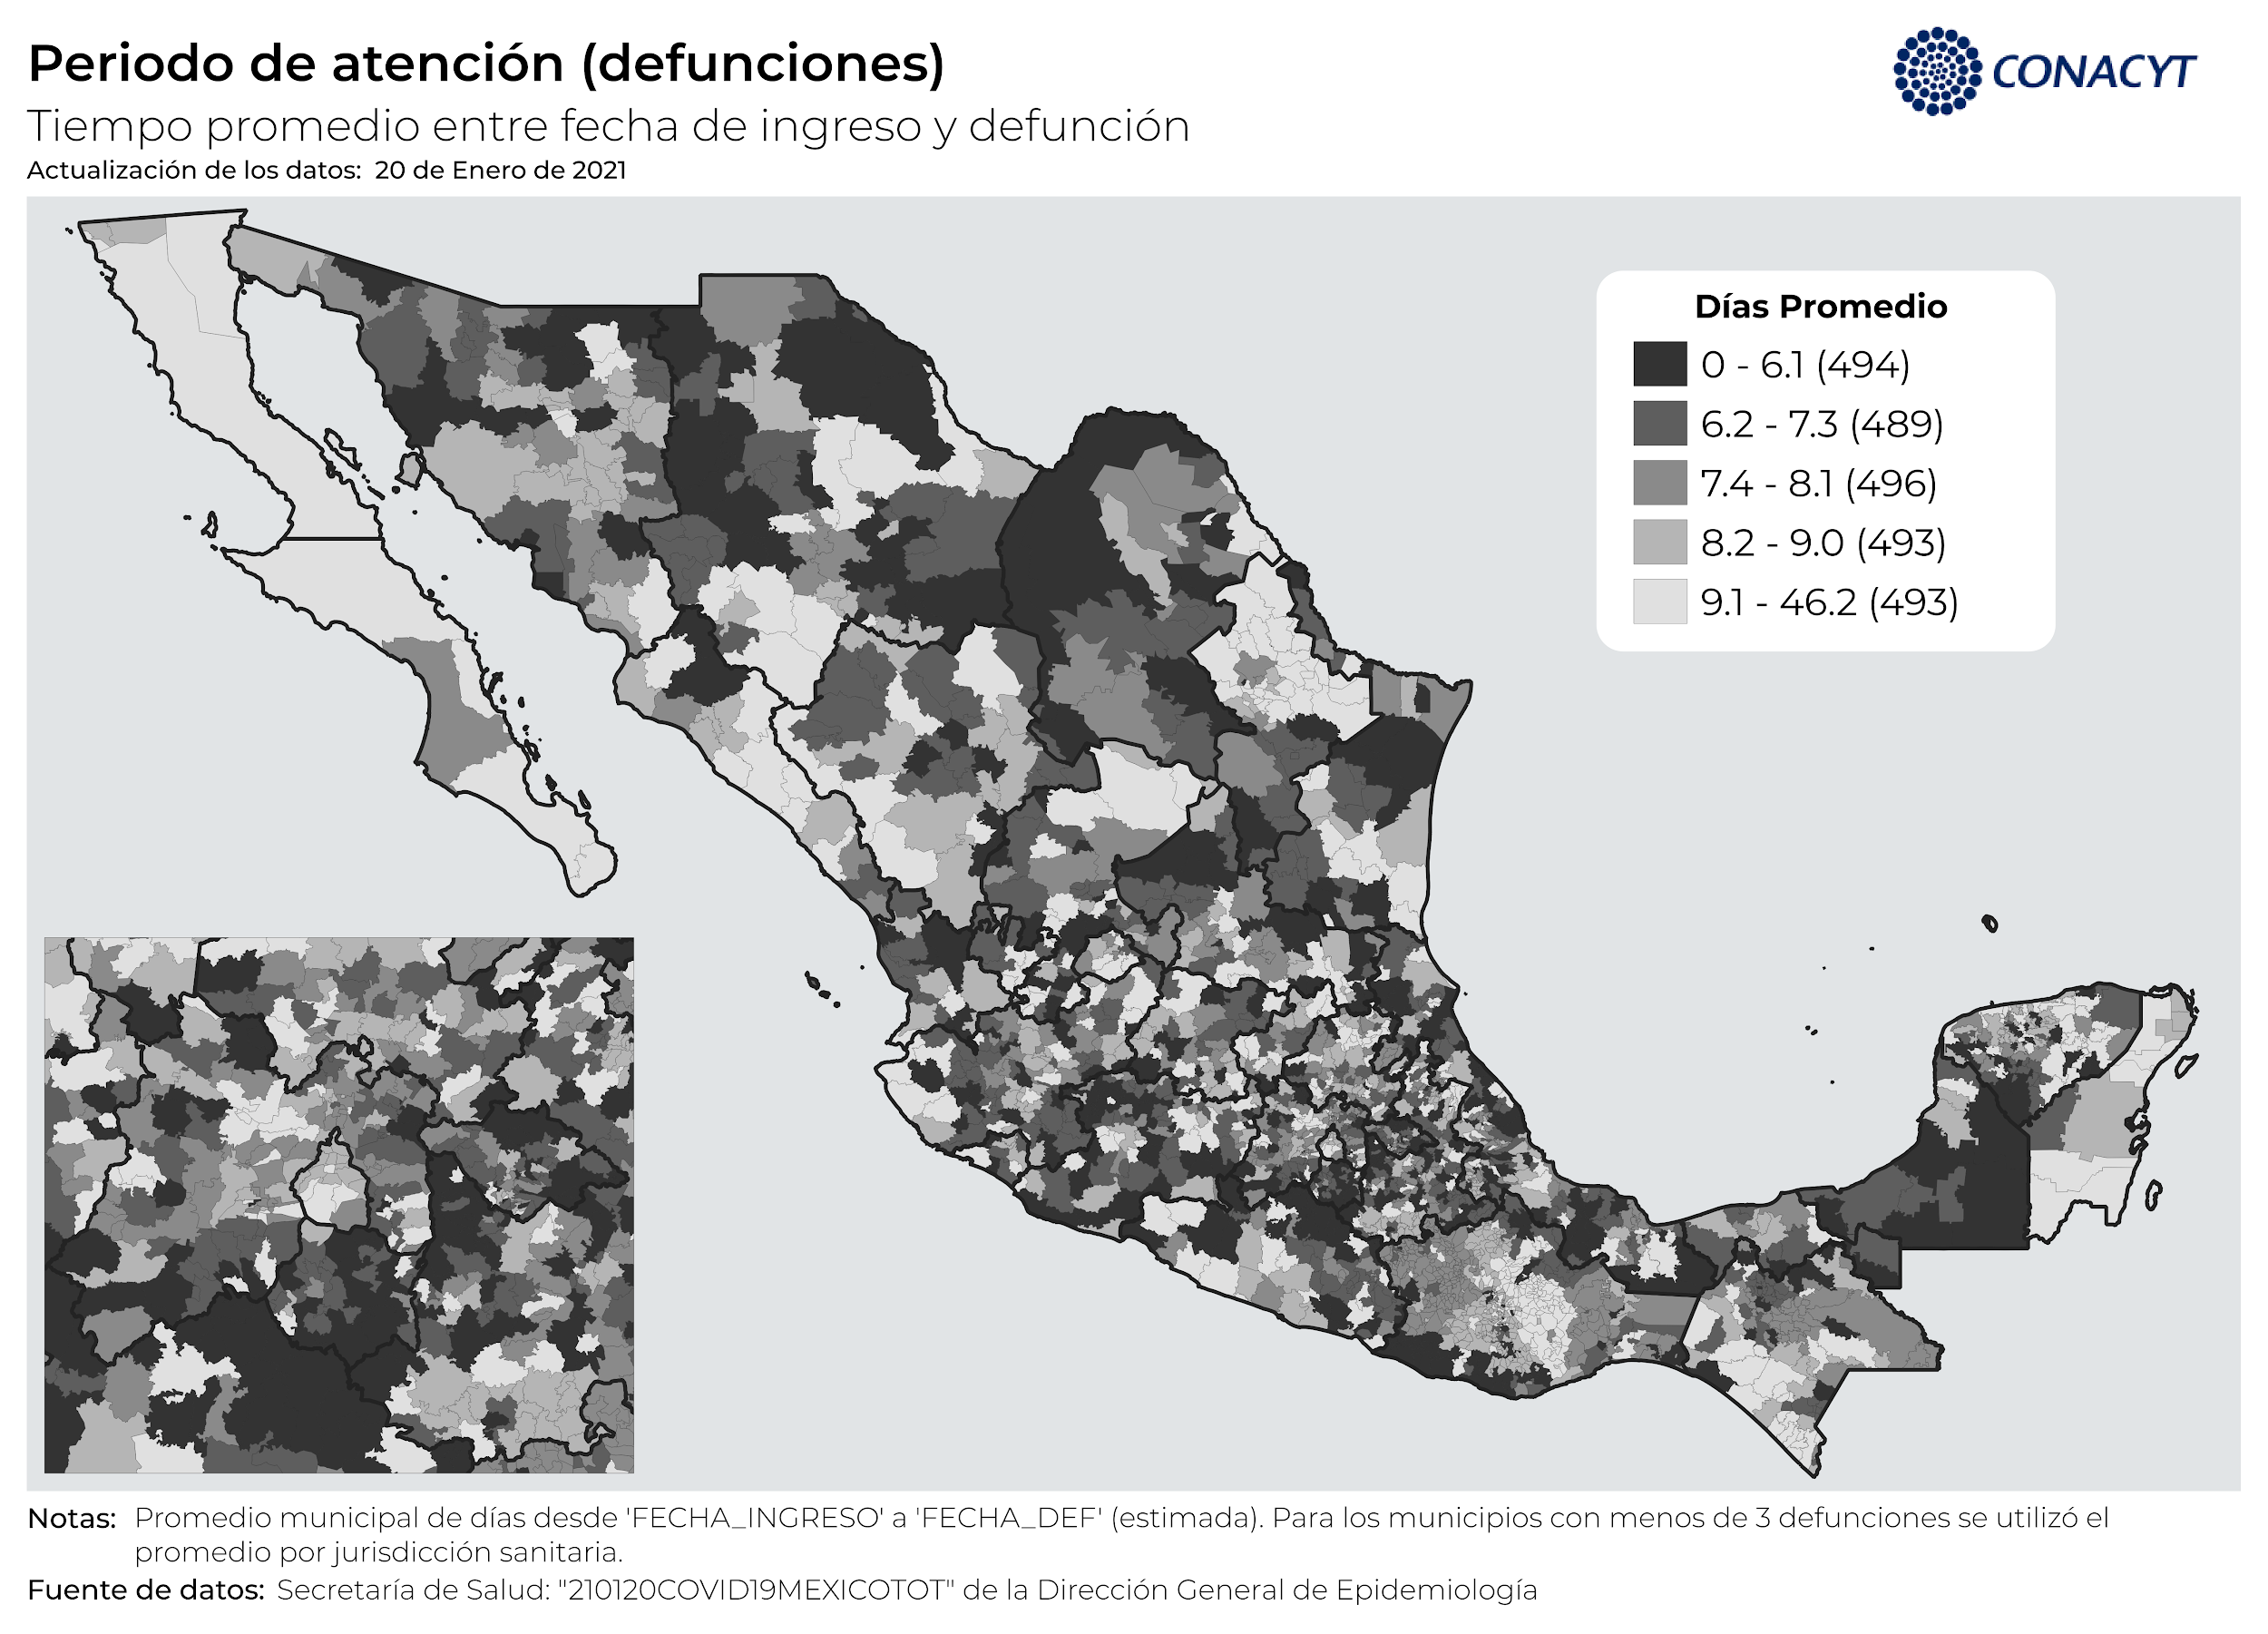 Periodo de atención (defunciones)
Tiempo promedio entre fecha de ingreso y defunción
Actualización de los datos: 20 de Enero de 2021
CONACYT
Días Promedio
0 - 6.1 (494)
6.2 - 7.3 (489)
7.4 - 8.1 (496)
8.2 - 9.0 (493)
9.1 - 46.2 (493)
Notas: Promedio municipal de días desde 'FECHA_INGRESO' a 'FECHA_DEF' (estimada). Para los municipios con menos de 3 defunciones se utilizó el
promedio por jurisdicción sanitaria.
Fuente de datos: Secretaría de Salud: "210120COVID19MEXICOTOT" de la Dirección General de Epidemiología